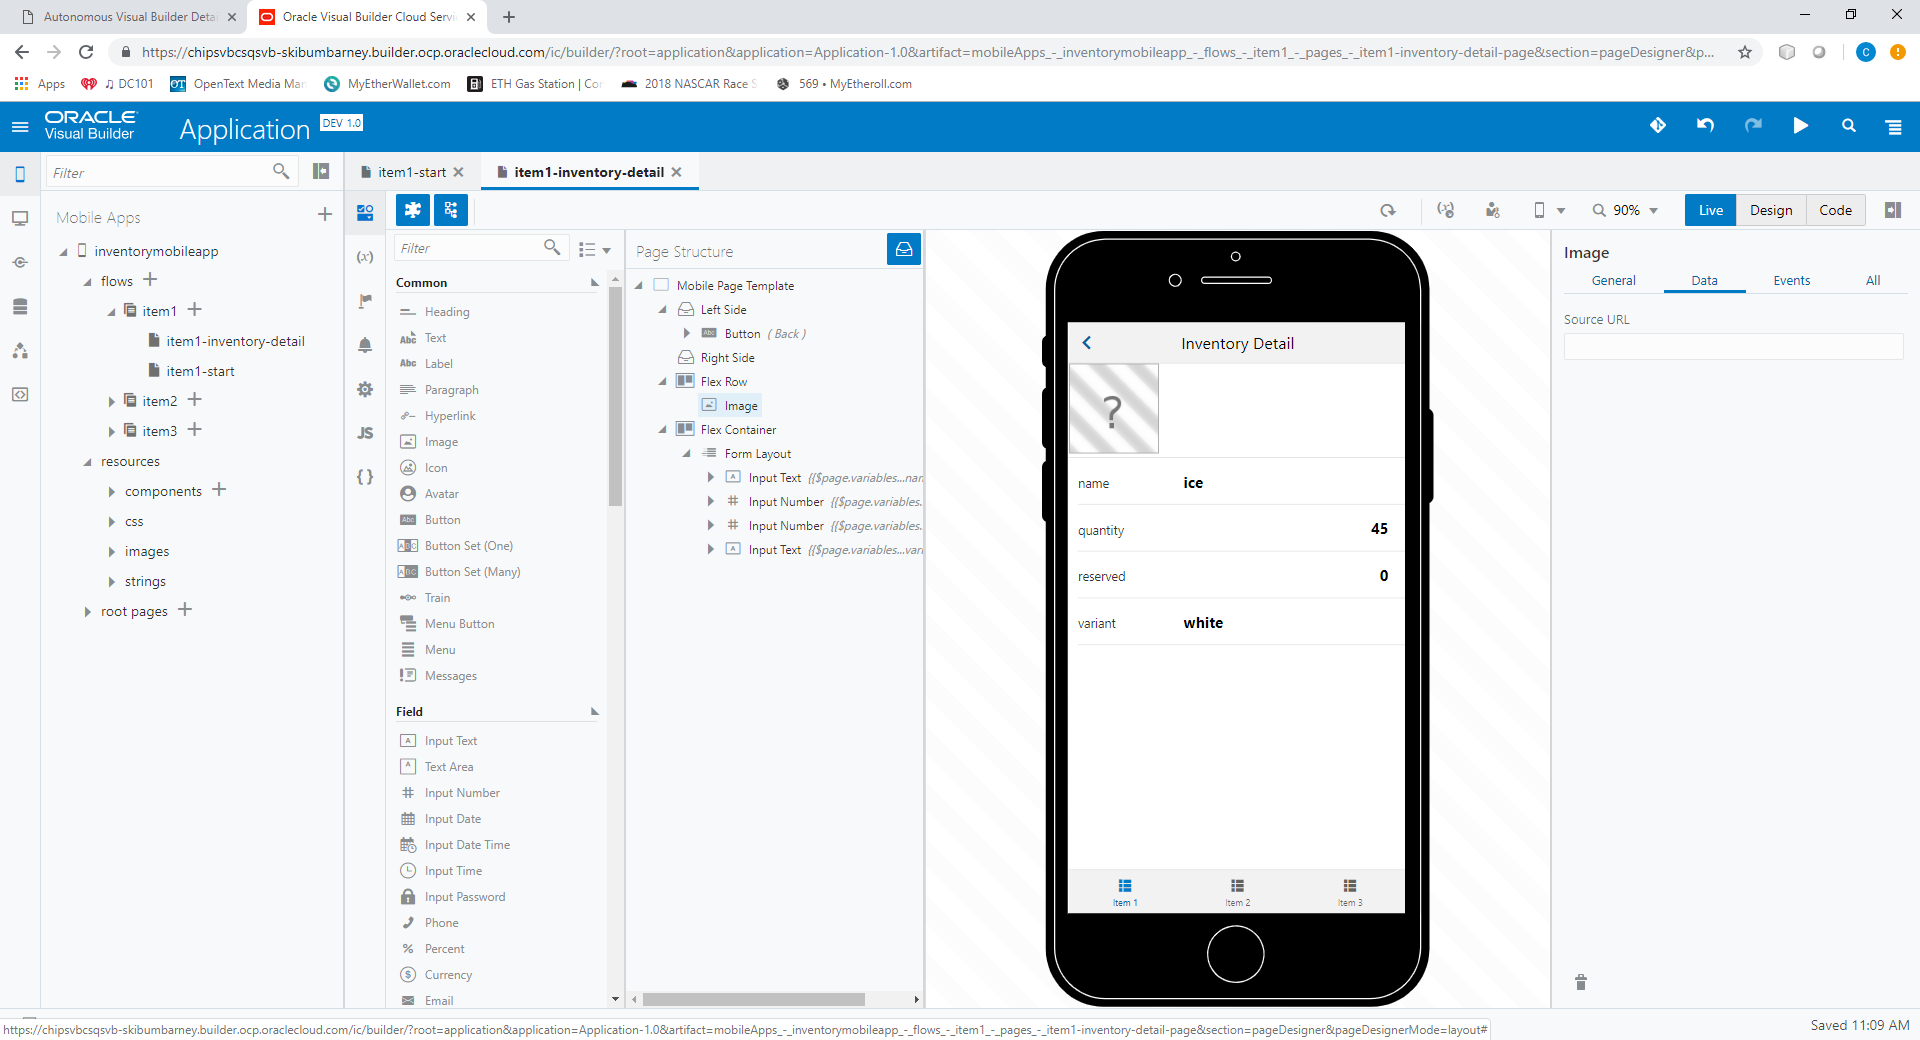 Autonomous Visual Builder Deta
Oracle Visual Builder Cloud Servi
https://chipsvbcsqsvb-skibumbarney.builder.ocp.oraclecloud.com/ic/builder/?root=application&application=Application-1.0&artifact=mobileApps_-_inventorymobileapp_-_flows_-_item1_-_pages_-_item1-inventory-detail-page&section=pageDesigner&p...
C
Apps
♫ DC101
OT
OpenText Media Man
MyEtherWallet.com
ETH Gas Station | Co
2018 NASCAR Race S
569 • MyEtheroll.com
ORACLE
Visual Builder
Application
DEV 1.0
Filter
item1-start
item1-inventory-detail
Mobile Apps
inventorymobileapp
flows
item1
item1-inventory-detail
item1-start
item2
item3
resources
components
css
images
strings
root pages
(x)
JS
{ }
Filter
Common
Heading
Abc Text
Abc Label
Paragraph
Hyperlink
Image
Icon
Avatar
Button
Button Set (One)
Button Set (Many)
Train
Menu Button
Menu
Messages
Field
Input Text
Text Area
Input Number
Input Date
Input Date Time
Input Time
Input Password
Phone
Percent
Currency
Email
Page Structure
Mobile Page Template
Left Side
Button ( Back )
Right Side
Flex Row
Image
Flex Container
Form Layout
Input Text {{$page.variables...nan
Input Number {{$page.variables.
Input Number {{$page.variables.
Input Text {{$page.variables...vari
90%
Live
Design
Code
Inventory Detail
?
name ice
quantity 45
reserved 0
variant white
Item 1
Item 2
Item 3
Image
General
Data
Events
All
Source URL
https://chipsvbcsqsvb-skibumbarney.builder.ocp.oraclecloud.com/ic/builder/?root=application&application=Application-1.0&artifact=mobileApps_-_inventorymobileapp_-_flows_-_item1_-_pages_-_item1-inventory-detail-page&section=pageDesigner&pageDesignerMode=layout#
Saved 11:09 AM